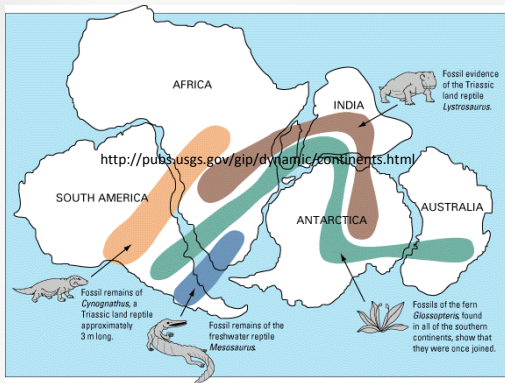 AFRICA
INDIA
Fossil evidence
of the Triassic
land reptile
Lystrosaurus.
http://pubs.usgs.gov/gip/dynamic/continents.html
SOUTH AMERICA
ANTARCTICA
AUSTRALIA
Fossil remains of
Cynognathus, a
Triassic land reptile
approximately
3 m long.
Fossil remains of the
freshwater reptile
Mesosaurus.
Fossils of the fern
Glossopteris, found
in all of the southern
continents, show that
they were once joined.